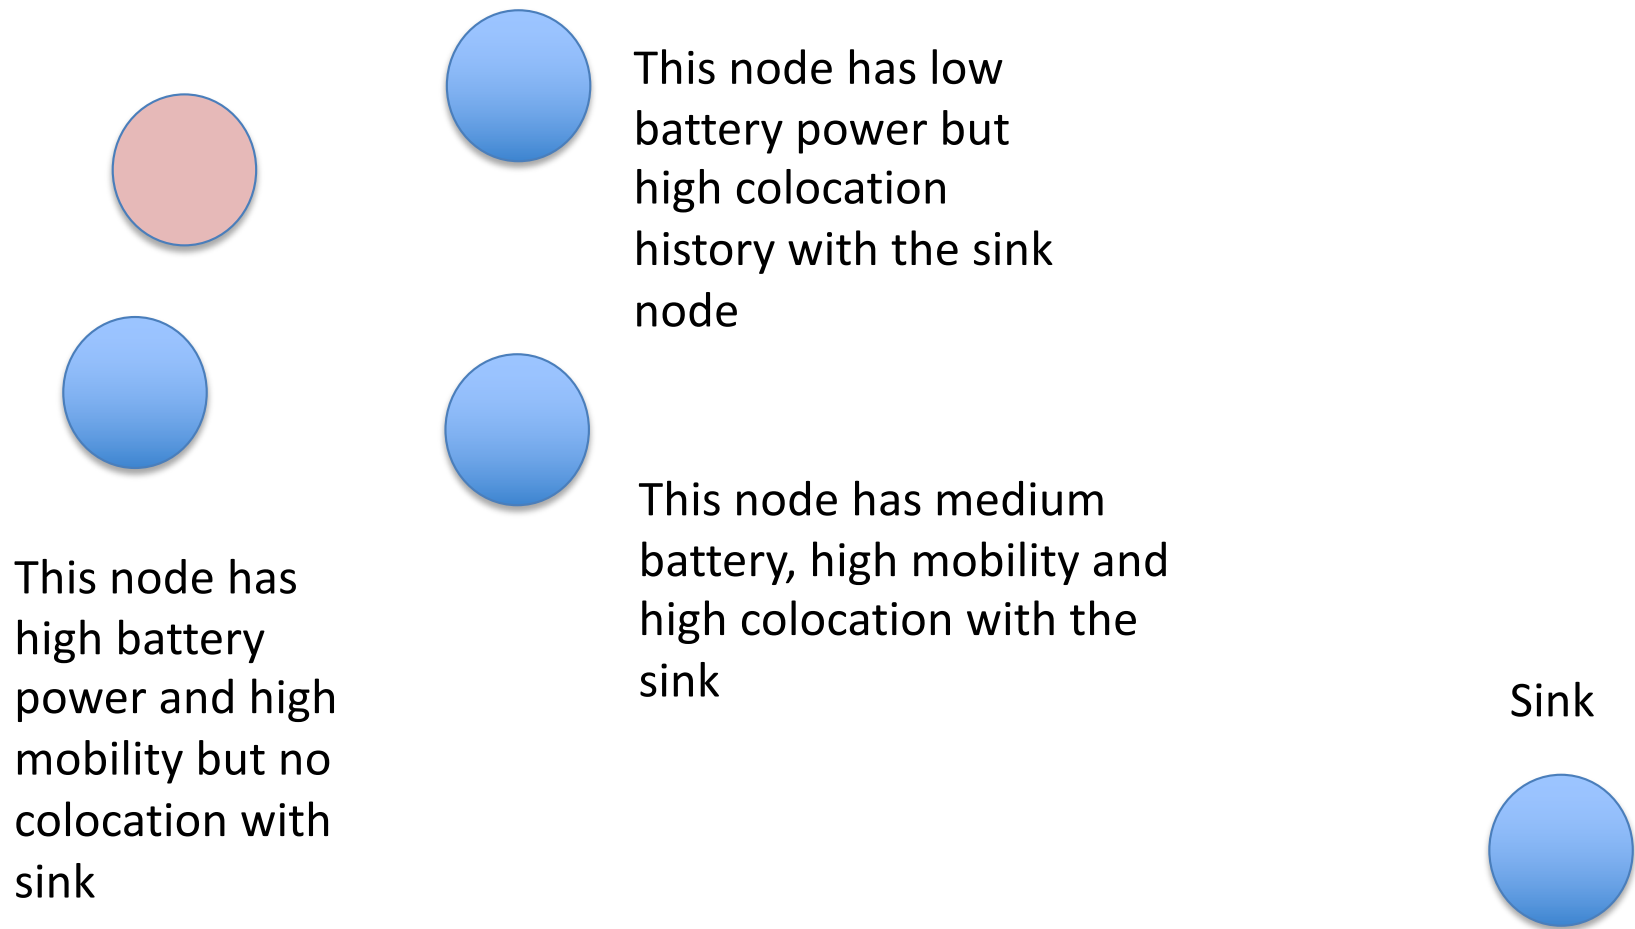 This node has low
battery power but
high colocation
history with the sink
node
This node has medium
battery, high mobility and
high colocation with the
sink
This node has
high battery
power and high
mobility but no
colocation with
sink
Sink